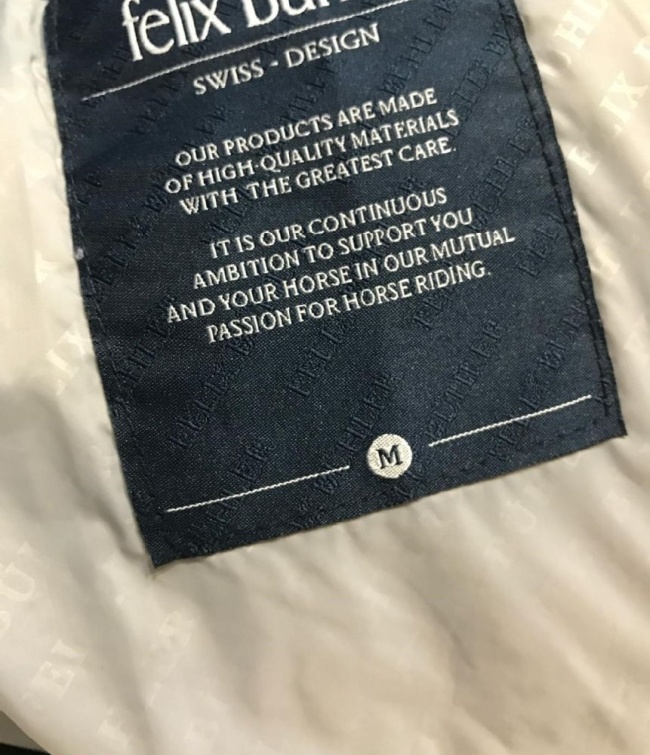 felix
SWISS - DESIGN
OUR PRODUCTS ARE MADE
OF HIGH-QUALITY MATERIALS
WITH THE GREATEST CARE.
IT IS OUR CONTINUOUS
AMBITION TO SUPPORT YOU
AND YOUR HORSE IN OUR MUTUAL
PASSION FOR HORSE RIDING.
M